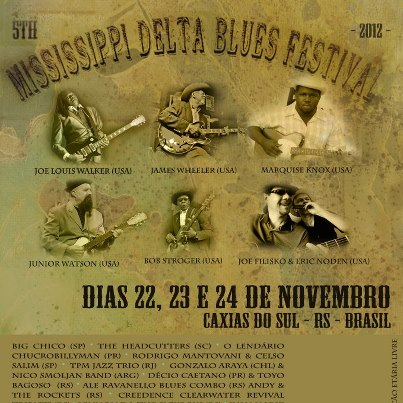 5TH
- 2012 -
MISSISSIPPI DELTA BLUES FESTIVAL
JOE LOUIS WALKER (USA)
JAMES WHEELER (USA)
MARQUISE KNOX (USA)
JUNIOR WATSON (USA)
BOB STROGER (USA)
JOE FILISKO & ERIC NODEN (USA)
DIAS 22, 23 E 24 DE NOVEMBRO
CAXIAS DO SUL - RS - BRASIL
BIG CHICO (SP) · THE HEADCUTTERS (SC) · O LENDÁRIO
CHUCROBILLYMAN (PR) · RODRIGO MANTOVANI & CELSO
SALIM (SP) · TPM JAZZ TRIO (RJ) · GONZALO ARAYA (CHL) &
NICO SMOLJAN BAND (ARG) · DÉCIO CAETANO (PR) & TOYO
BAGOSO (RS) · ALE RAVANELLO BLUES COMBO (RS) ANDY &
THE ROCKETS (RS) · CREEDENCE CLEARWATER REVIVAL
ETÁRIA LIVRE